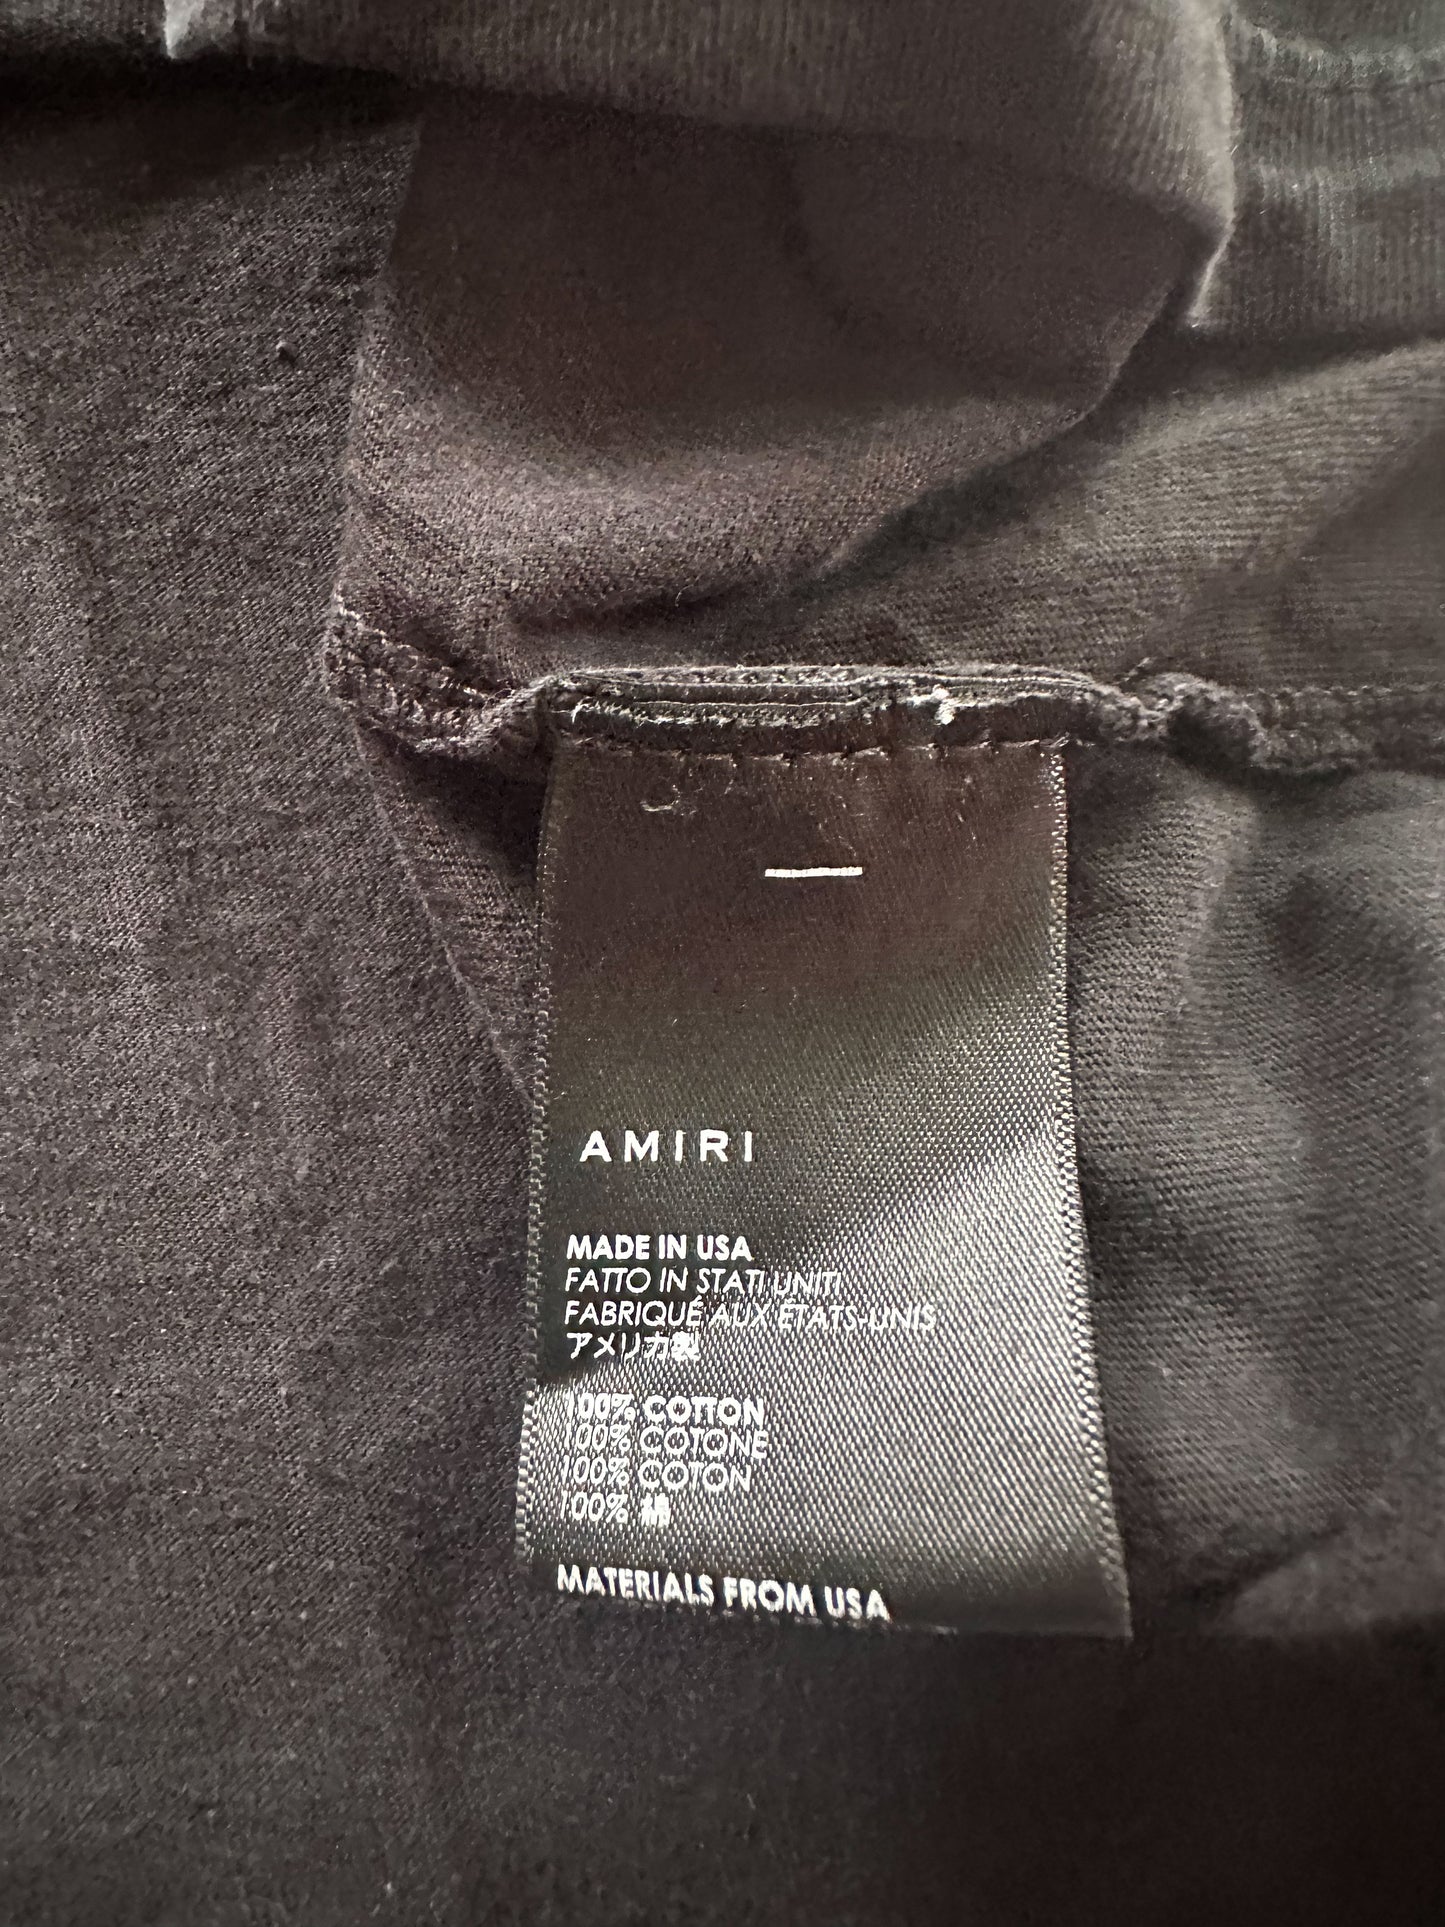 AMIRI
MADE IN USA
FATTO IN STATI UNITI
FABRIQUÉ AUX ÉTATS-UNIS
アメリカ製
100% COTTON
100% COTONE
100% COTON
100% 綿
MATERIALS FROM USA